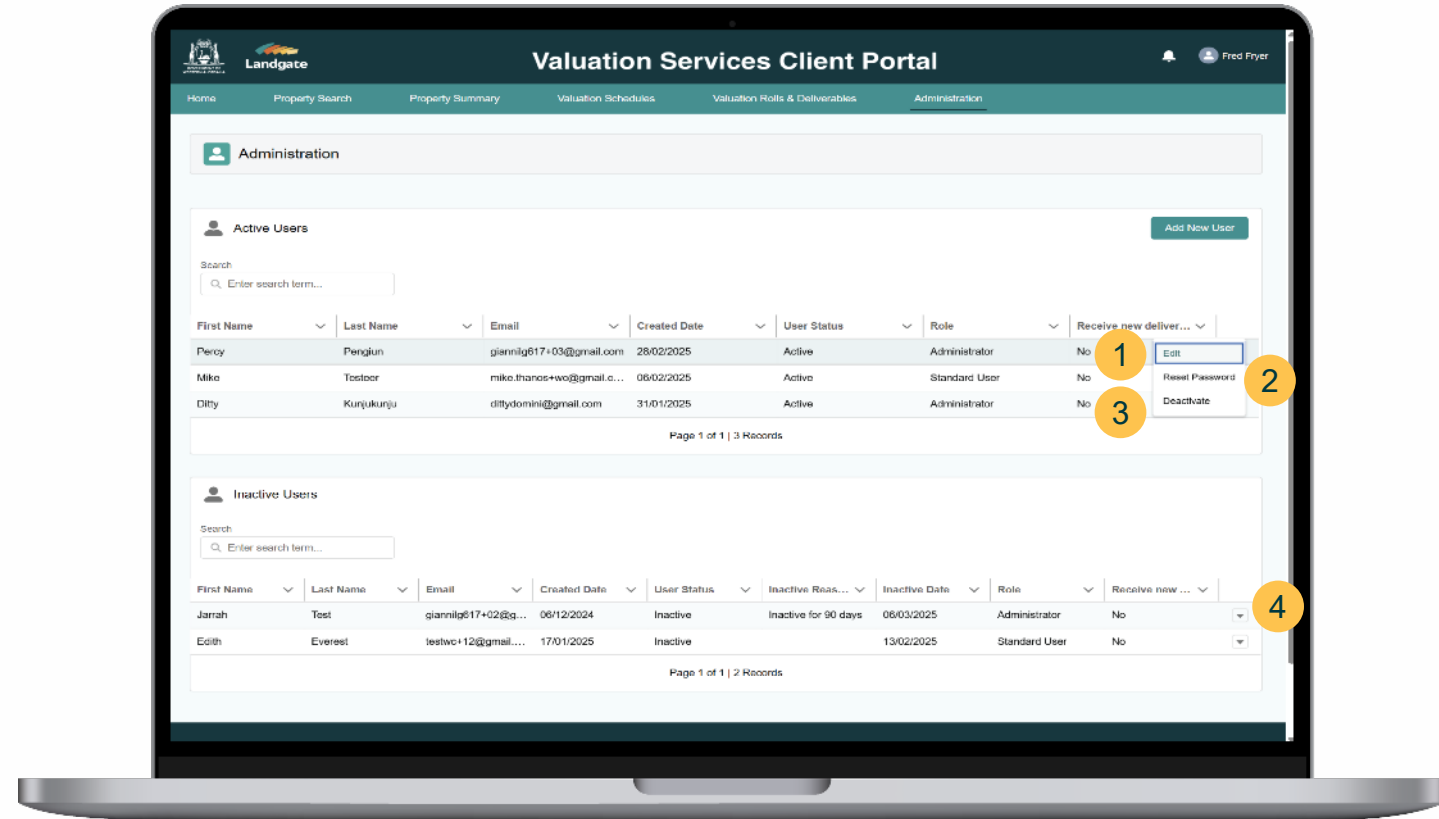 Landgate
Valuation Services Client Portal
Fred Fryer
Home Property Search Property Summary Valuation Schedules Valuation Rolls & Deliverables Administration
Administration
Active Users
Add New User
Search
Enter search term...
First Name Last Name Email Created Date User Status Role Receive new deliver...
Percy Pengiun giannilg617+03@gmail.com 28/02/2025 Active Administrator No
1
Edit
Mike Testeer mike.thanos+wo@gmail.c... 06/02/2025 Active Standard User No
Reset Password
2
Ditty Kunjukunju dittydomini@gmail.com 31/01/2025 Active Administrator No
3
Deactivate
Page 1 of 1 | 3 Records
Inactive Users
Search
Enter search term...
First Name Last Name Email Created Date User Status Inactive Reas... Inactive Date Role Receive new ...
Jarrah Test giannilg617+02@g... 06/12/2024 Inactive Inactive for 90 days 06/03/2025 Administrator No
4
Edith Everest testwc+12@gmail.... 17/01/2025 Inactive 13/02/2025 Standard User No
Page 1 of 1 | 2 Records